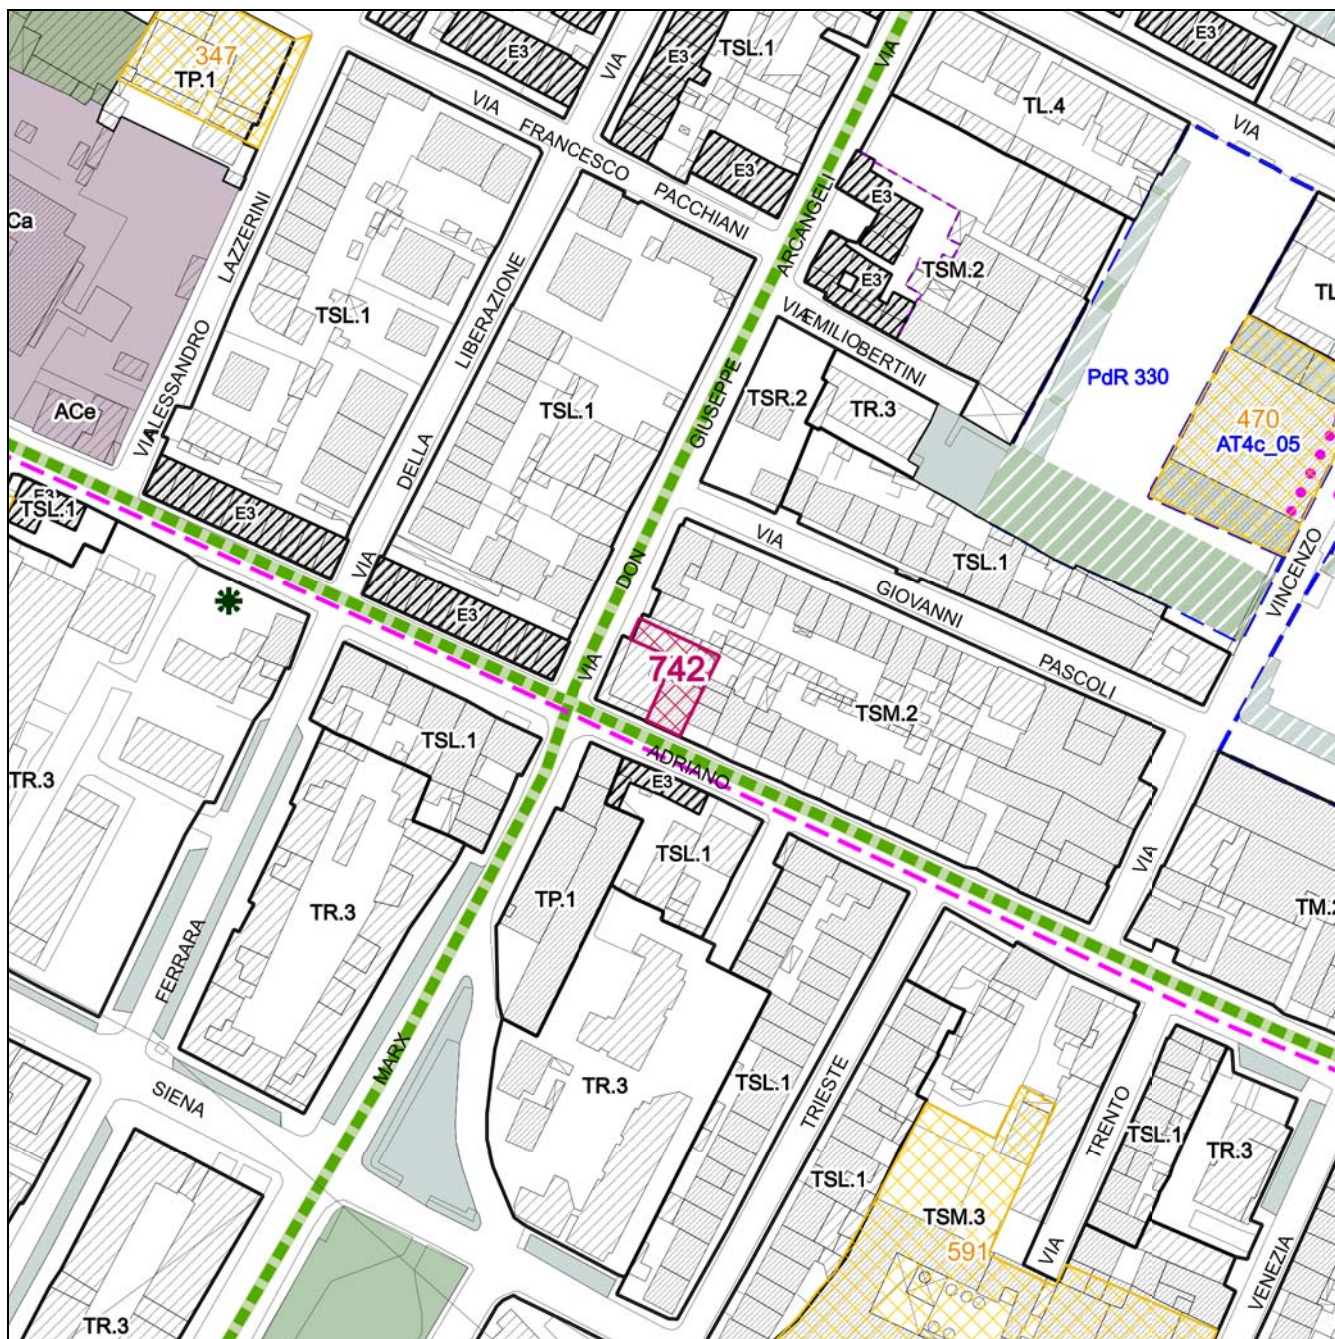 347
TP.1
E3
VIA
E3
TSL.1
VIA
E3
VIA
FRANCESCO
PACCHIANI
E3
TL.4
VIA
Ca
LAZZERINI
ALESSANDRO
VIA
ACe
TSL.1
LIBERAZIONE
DELLA
VIA
TSL.1
ARCANGELI
GIUSEPPE
DON
VIA
E3
E3
TSM.2
VIA EMILIO BERTINI
TSR.2
TR.3
PdR 330
TL
470
AT4c_05
E3
TSL.1
E3
E3
VIA
GIOVANNI
PASCOLI
TSL.1
VINCENZO
VIA
742
TSM.2
ADRIANO
TR.3
TSL.1
E3
TSL.1
TP.1
TR.3
FERRARA
TM.2
MARX
SIENA
TR.3
TSL.1
TRIESTE
TRENTO
VIA
TSL.1
TR.3
TSL.1
TSM.3
591
VENEZIA
TR.3